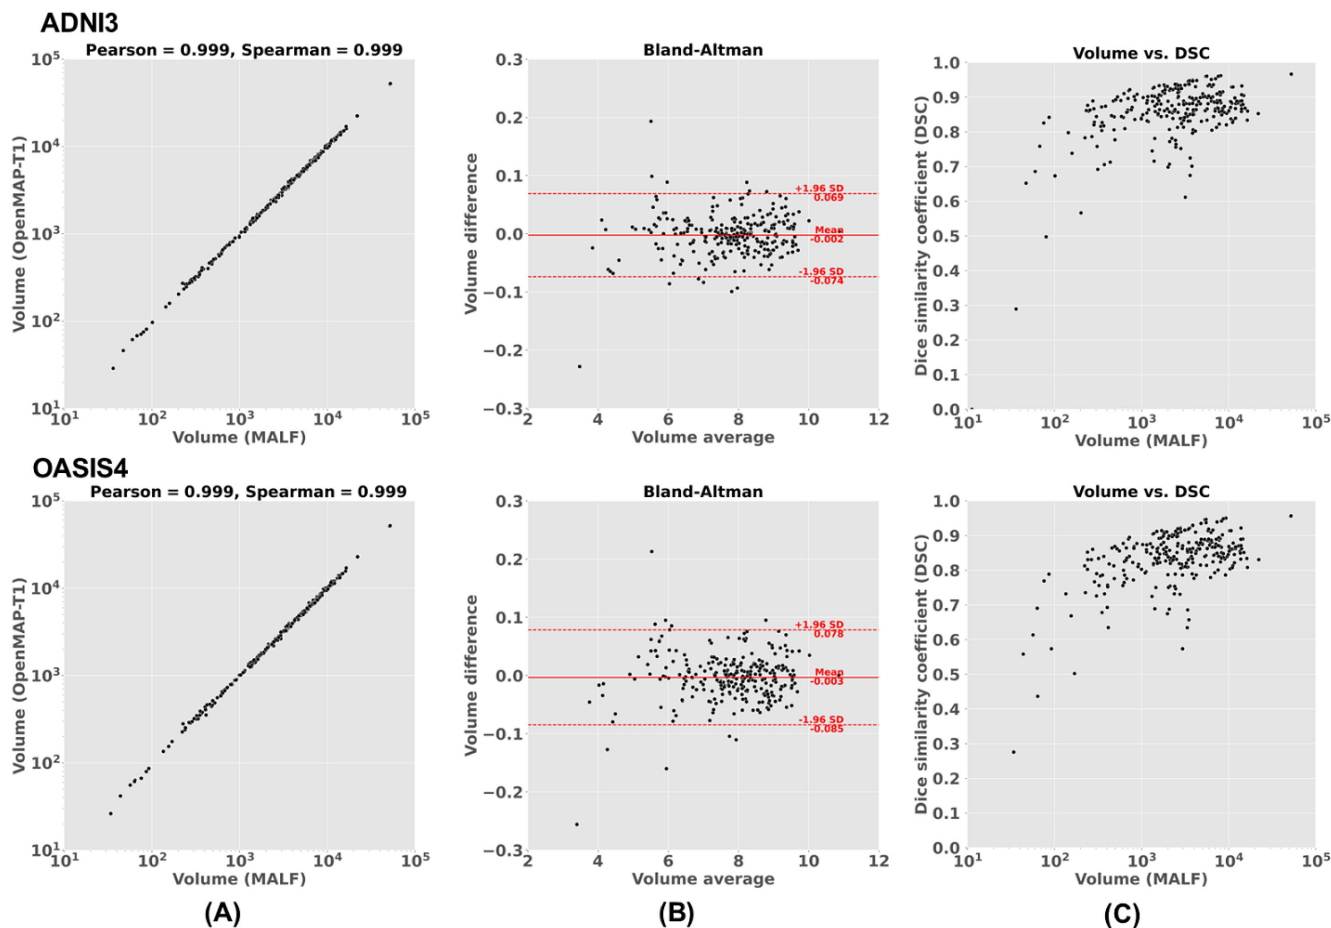 ADNI3
Pearson = 0.999, Spearman = 0.999
Volume (OpenMAP-T1)
10^5
10^4
10^3
10^2
10^1
10^1 10^2 10^3 10^4 10^5
Volume (MALF)
Bland-Altman
Volume difference
0.3
0.2
0.1
0.0
−0.1
−0.2
−0.3
+1.96 SD
0.069
Mean
-0.002
-1.96 SD
-0.074
2 4 6 8 10 12
Volume average
Volume vs. DSC
Dice similarity coefficient (DSC)
1.0
0.9
0.8
0.7
0.6
0.5
0.4
0.3
0.2
0.1
0.0
10^1 10^2 10^3 10^4 10^5
Volume (MALF)
OASIS4
Pearson = 0.999, Spearman = 0.999
Volume (OpenMAP-T1)
10^5
10^4
10^3
10^2
10^1
10^1 10^2 10^3 10^4 10^5
Volume (MALF)
Bland-Altman
Volume difference
0.3
0.2
0.1
0.0
−0.1
−0.2
−0.3
+1.96 SD
0.078
Mean
-0.003
-1.96 SD
-0.085
2 4 6 8 10 12
Volume average
Volume vs. DSC
Dice similarity coefficient (DSC)
1.0
0.9
0.8
0.7
0.6
0.5
0.4
0.3
0.2
0.1
0.0
10^1 10^2 10^3 10^4 10^5
Volume (MALF)
(A) (B) (C)